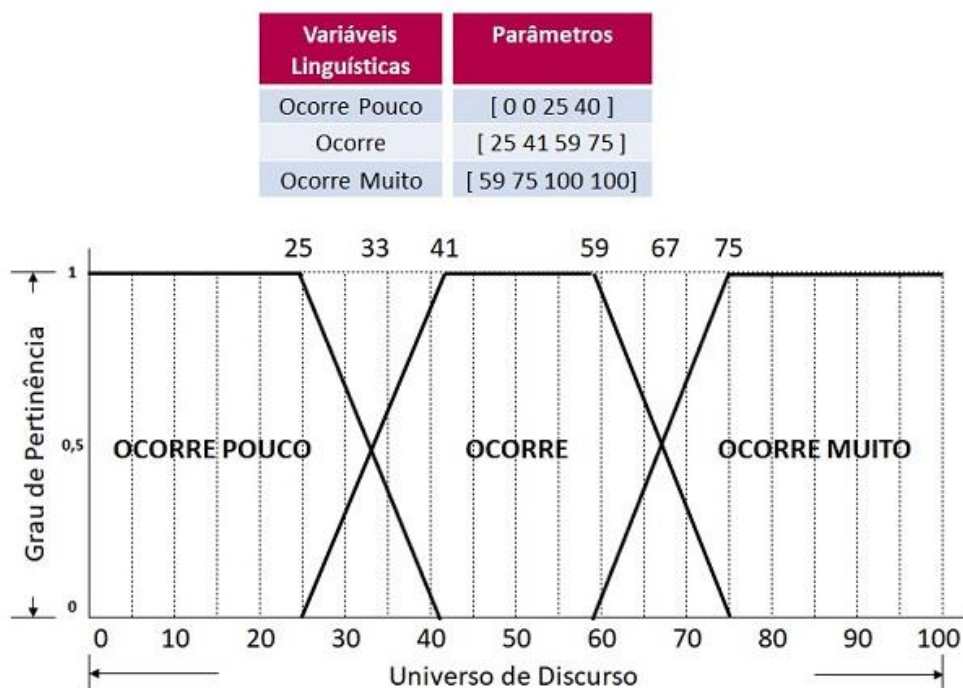 Variáveis Linguísticas
Parâmetros
Ocorre Pouco
[ 0 0 25 40 ]
Ocorre
[ 25 41 59 75 ]
Ocorre Muito
[ 59 75 100 100]
25 33 41 59 67 75
1
Grau de Pertinência
0,5
OCORRE POUCO OCORRE OCORRE MUITO
0
0 10 20 30 40 50 60 70 80 90 100
Universo de Discurso